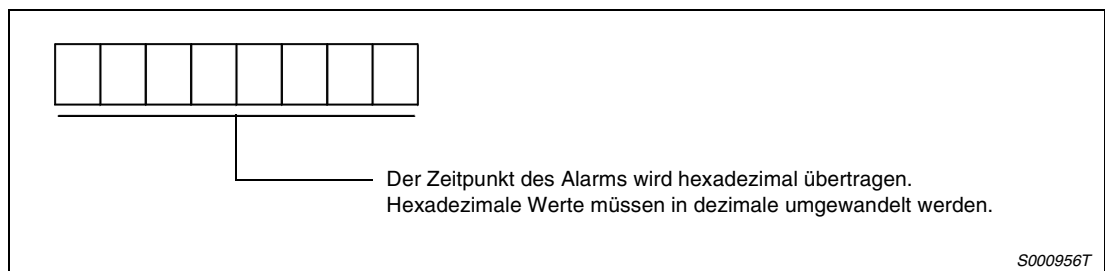 Der Zeitpunkt des Alarms wird hexadezimal übertragen.
Hexadezimale Werte müssen in dezimale umgewandelt werden.
S000956T